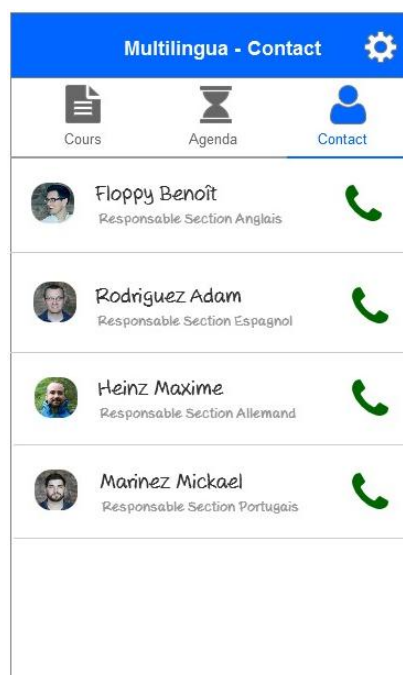 Multilingua - Contact
Cours
Agenda
Contact
Floppy Benoît
Responsable Section Anglais
Rodriguez Adam
Responsable Section Espagnol
Heinz Maxime
Responsable Section Allemand
Marinez Mickael
Responsable Section Portugais